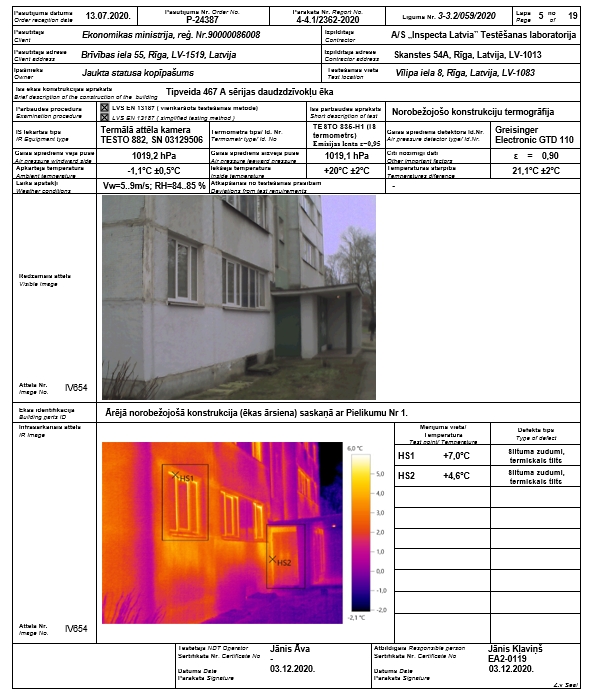 Pasūtījuma datums
Order reception date
13.07.2020.
Pasūtījuma Nr. Order No.
P-24387
Parskata Nr. Report No.
4-4.1/2362-2020
Līguma Nr. 3-3.2/059/2020
Lapa 5 no 19
Page of
Pasūtītājs
Client
Ekonomikas ministrija, reģ. Nr.90000086008
Izpildītājs
Contractor
A/S „Inspecta Latvia” Testēšanas laboratorija
Pasūtītāja adrese
Client address
Brīvības iela 55, Rīga, LV-1519, Latvija
Izpildītāja adrese
Contractor address
Skanstes 54A, Rīga, Latvija, LV-1013
Īpašnieks
Owner
Jaukta statusa kopīpašums
Testēšanas vieta
Test location
Vilpa iela 8, Rīga, Latvija, LV-1083
Īss ēkas konstrukcijas apraksts
Brief description of the construction of the building
Tipveida 467 A sērijas daudzdzīvokļu ēka
Pārbaudes procedūra
Examination procedure
LVS EN 13187 ( vienkāršota testēšanas metode)
LVS EN 13187 ( simplified testing method )
Īss pārbaudes apraksts
Short description of test
Norobežojošo konstrukciju termogrāfija
IS iekārtas tips
IR Equipment type
Termālā attēla kamera
TESTO 882, SN 03129506
Termometra tips/ Id. Nr.
Termometer type/ Id. No
TESTO 886-H1 (IS
termometrs)
Emisijas lenta ε=0,95
Gaisa spiediena detektora Id.Nr.
Air pressure detector type/ Id. No
Greisinger
Electronic GTD 110
Gaisa spiediens vēja pusē
Air pressure windward side
1019,2 hPa
Gaisa spiediens aizvēja pusē
Air pressure leeward pressure
1019,1 hPa
Citi nozīmīgi dati
Other important factors
ε = 0,90
Apkārtējā temperatūra
Ambient temperature
-1,1°C ±0,5°C
Iekšējā temperatūra
Inside temperature
+20°C ±2°C
Temperatūras starpība
Temperatures diference
21,1°C ±2°C
Laika apstākļi
Weather conditions
Vw=5..9m/s; RH=84..85 %
Atkāpšanās no testēšanas prasībām
Deviations from test requirements
-
Redzamais attēls
Visible image
Attēla Nr.
Image No.
IV654
Ēkas identifikācija
Building parts ID
Ārējā norobežojošā konstrukcija (ēkas ārsiena) saskaņā ar Pielikumu Nr 1.
Infrasarkanais attēls
IR image
Mērījuma vieta/
Temperatūra
Test point/ Temperature
Defekta tips
Type of defect
HS1 +7,0°C
Siltuma zudumi,
termiskais tilts
HS2 +4,6°C
Siltuma zudumi,
termiskais tilts
6,0 °C
5,0
4,0
3,0
2,0
1,0
0,0
-1,0
-2,0
-2,1 °C
HS1
HS2
Attēla Nr.
Image No.
IV654
Testētājs NDT Operator
Sertifikāta Nr. Certificate No
Datums Date
Paraksts Signature
Jānis Āva
-
03.12.2020.
Atbildīgais Responsible person
Sertifikāta Nr. Certificate No
Datums Date
Paraksts Signature
Jānis Kļaviņš
EA2-0119
03.12.2020.
Z.v Seal